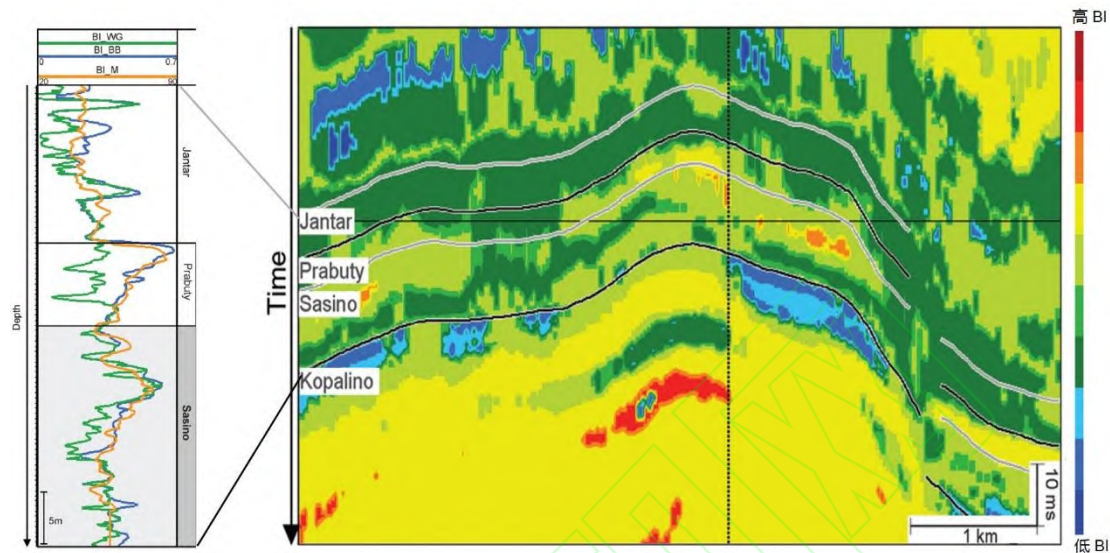 BI_WG
BI_BB
0 0.7
BI_M
20 90
Jantar
Prabuty
Sasino
Depth
5m
Time
Jantar
Prabuty
Sasino
Kopalino
10 ms
1 km
高 BI
低 BI